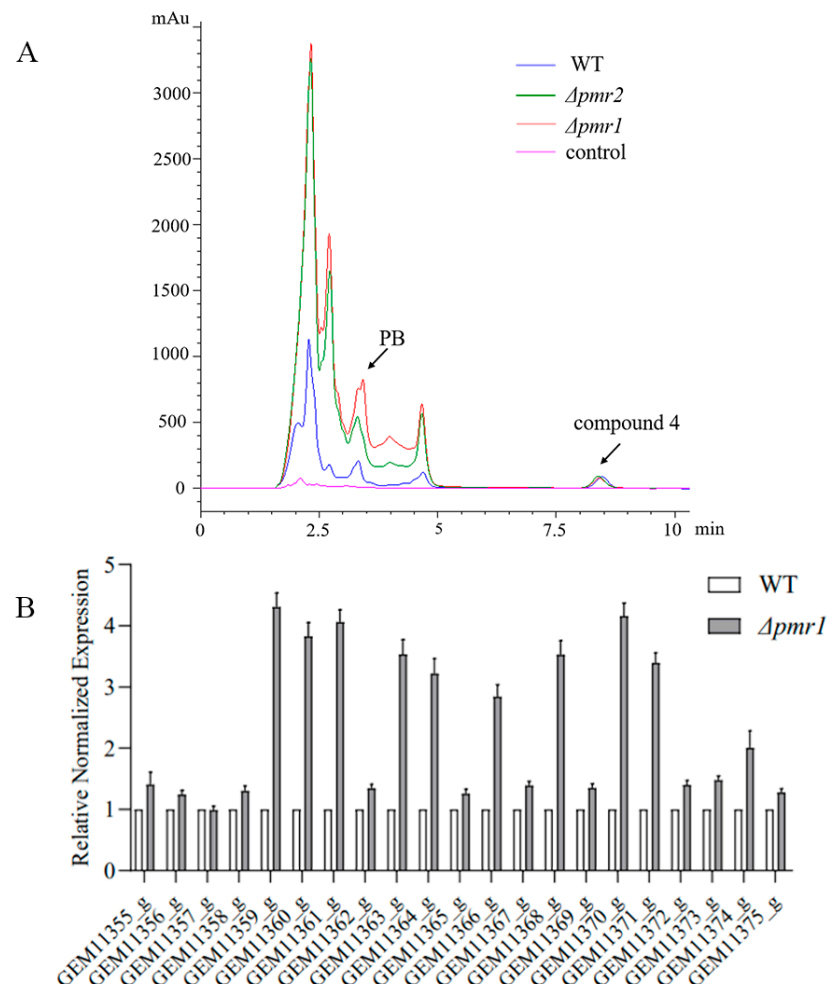 A
mAu
3000
2500
2000
1500
1000
500
0
0 2.5 5 7.5 10 min
WT
Δpmr2
Δpmr1
control
PB
compound 4
B
Relative Normalized Expression
5
4
3
2
1
0
WT
Δpmr1
GEM11355_g
GEM11356_g
GEM11357_g
GEM11358_g
GEM11359_g
GEM11360_g
GEM11361_g
GEM11362_g
GEM11363_g
GEM11364_g
GEM11365_g
GEM11366_g
GEM11367_g
GEM11368_g
GEM11369_g
GEM11370_g
GEM11371_g
GEM11372_g
GEM11373_g
GEM11374_g
GEM11375_g